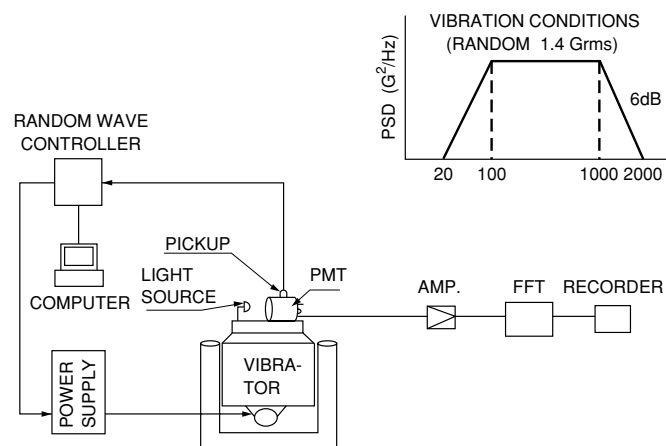 VIBRATION CONDITIONS
(RANDOM 1.4 Grms)
PSD (G²/Hz)
6dB
20 100 1000 2000
RANDOM WAVE
CONTROLLER
COMPUTER
PICKUP
LIGHT
SOURCE
PMT
AMP.
FFT
RECORDER
VIBRA-
TOR
POWER
SUPPLY